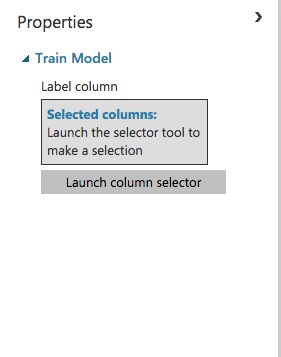 Properties
Train Model
Label column
Selected columns:
Launch the selector tool to
make a selection
Launch column selector